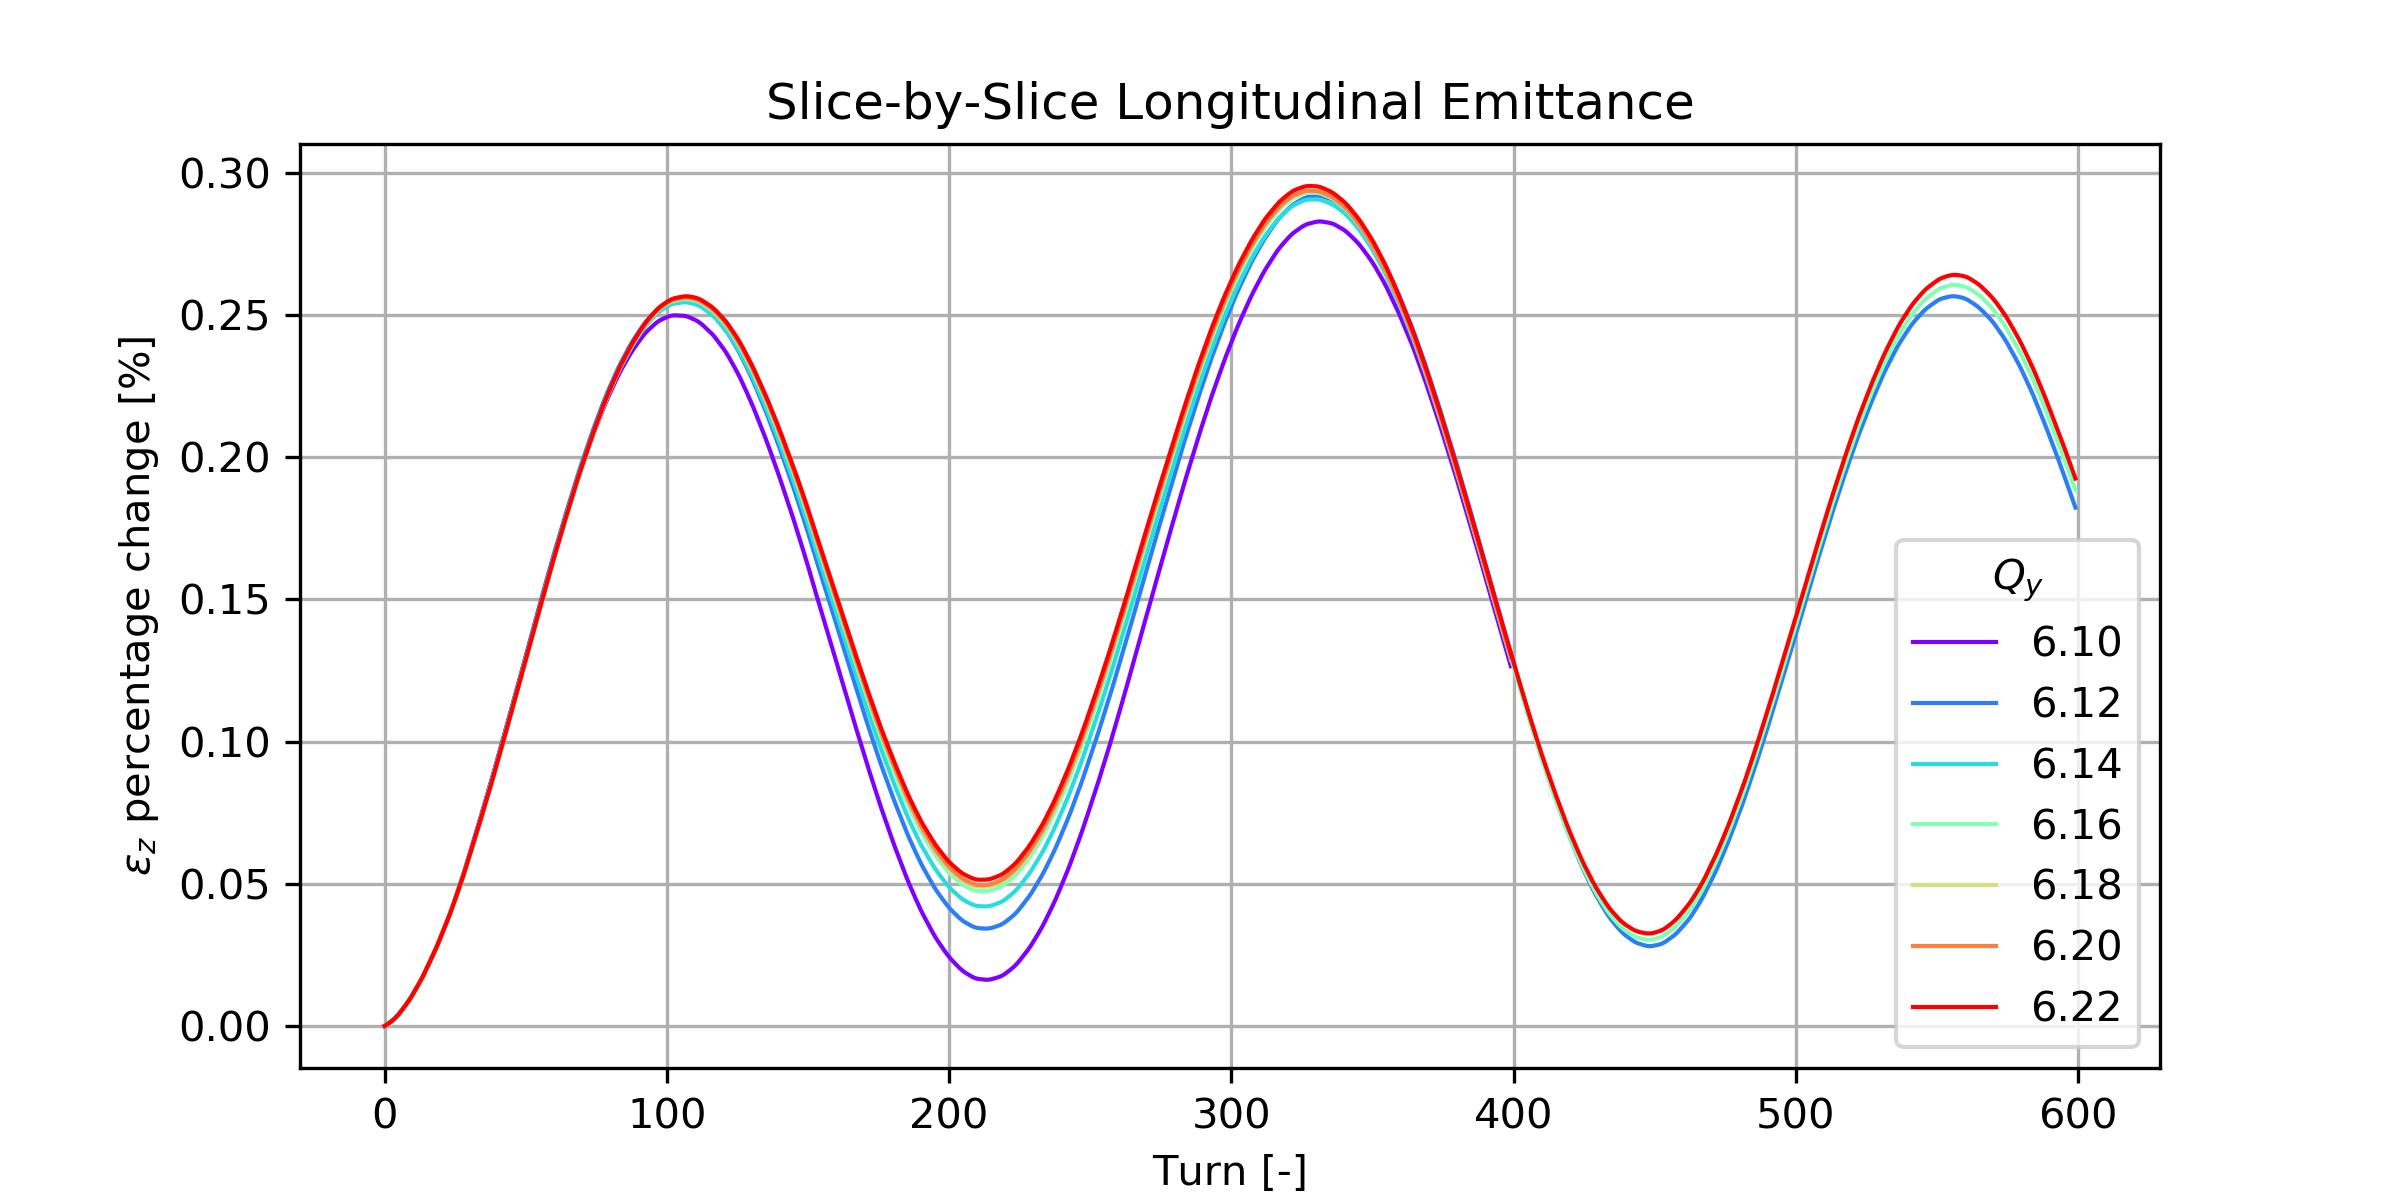 Slice-by-Slice Longitudinal Emittance
ε_z percentage change [%]
0.30
0.25
0.20
0.15
0.10
0.05
0.00
0 100 200 300 400 500 600
Turn [-]
Q_y
6.10
6.12
6.14
6.16
6.18
6.20
6.22